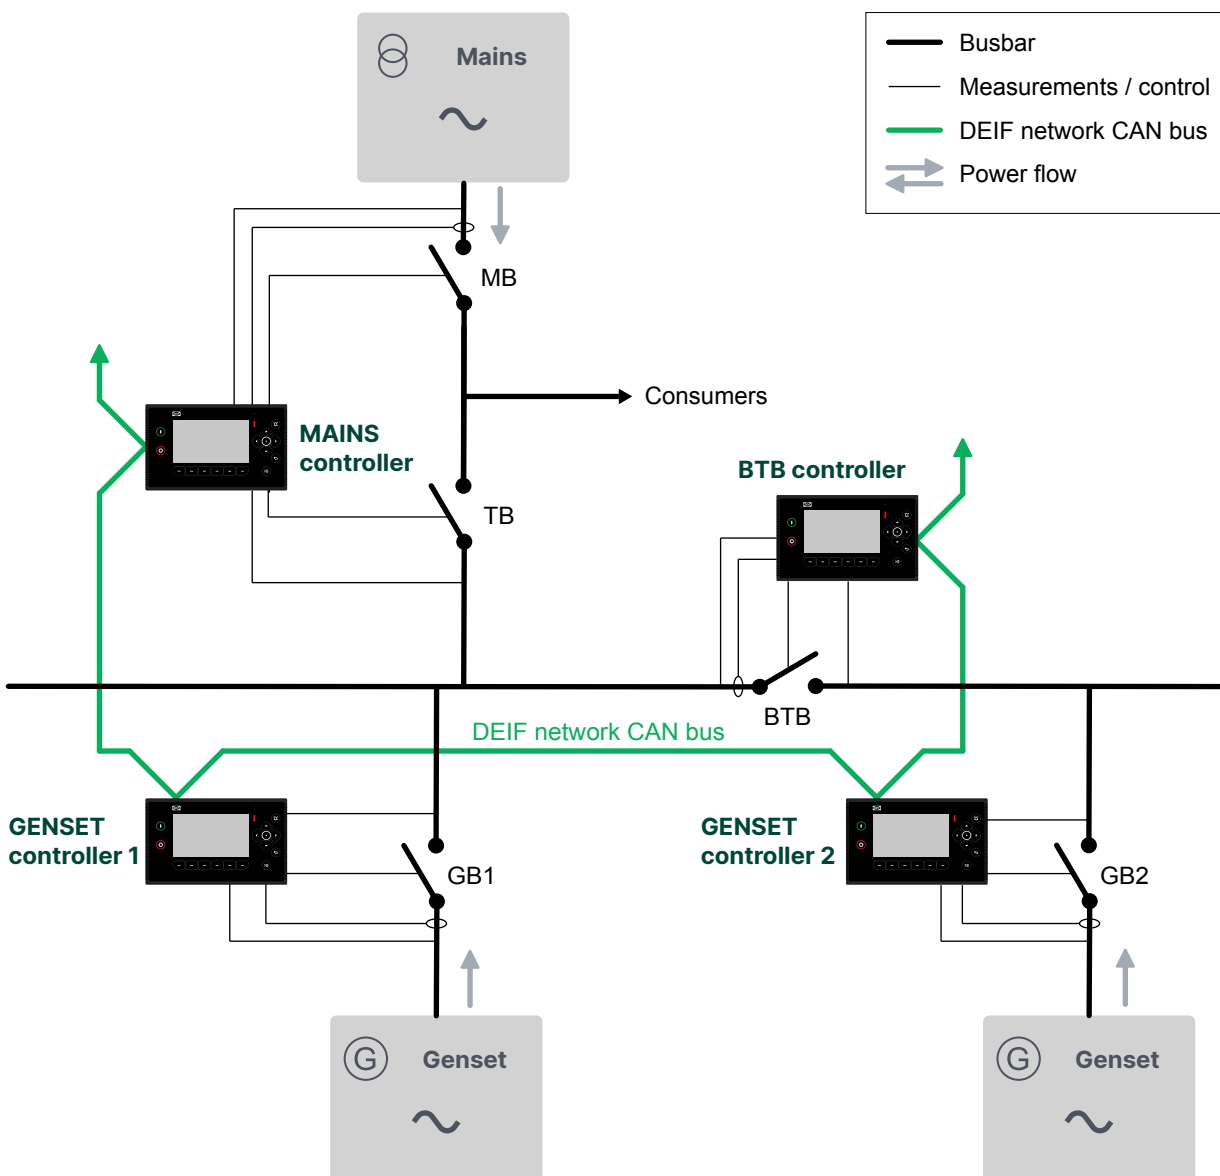 Mains
Busbar
Measurements / control
DEIF network CAN bus
Power flow
MB
Consumers
MAINS
controller
TB
BTB controller
BTB
DEIF network CAN bus
GENSET
controller 1
GB1
GENSET
controller 2
GB2
G
Genset
G
Genset